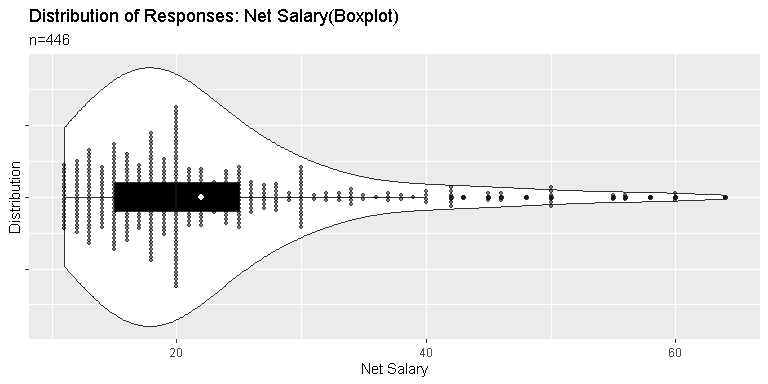 Distribution of Responses: Net Salary(Boxplot)
n=446
Distribution
20
40
60
Net Salary